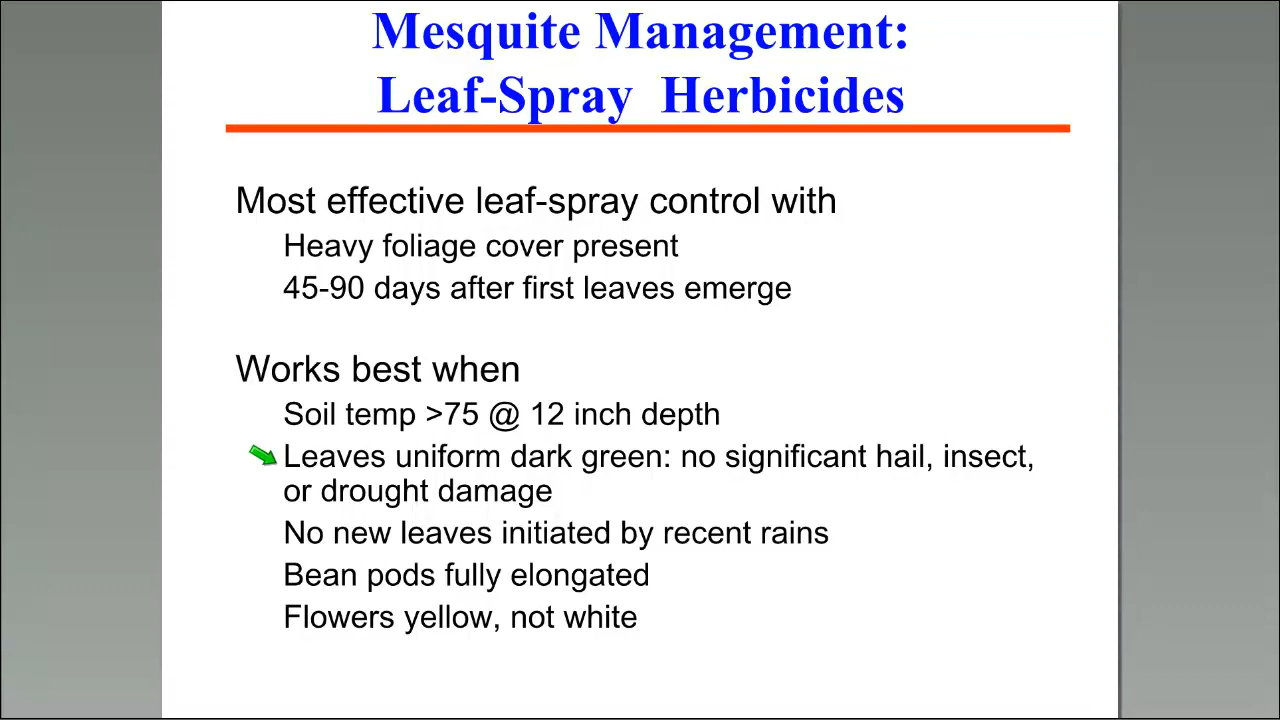 Mesquite Management:
Leaf-Spray Herbicides
Most effective leaf-spray control with
Heavy foliage cover present
45-90 days after first leaves emerge
Works best when
Soil temp >75 @ 12 inch depth
Leaves uniform dark green: no significant hail, insect,
or drought damage
No new leaves initiated by recent rains
Bean pods fully elongated
Flowers yellow, not white